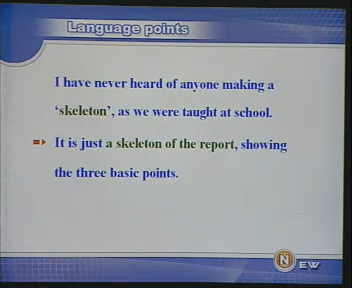 Language points
I have never heard of anyone making a
‘skeleton’, as we were taught at school.
It is just a skeleton of the report, showing
the three basic points.
N EW